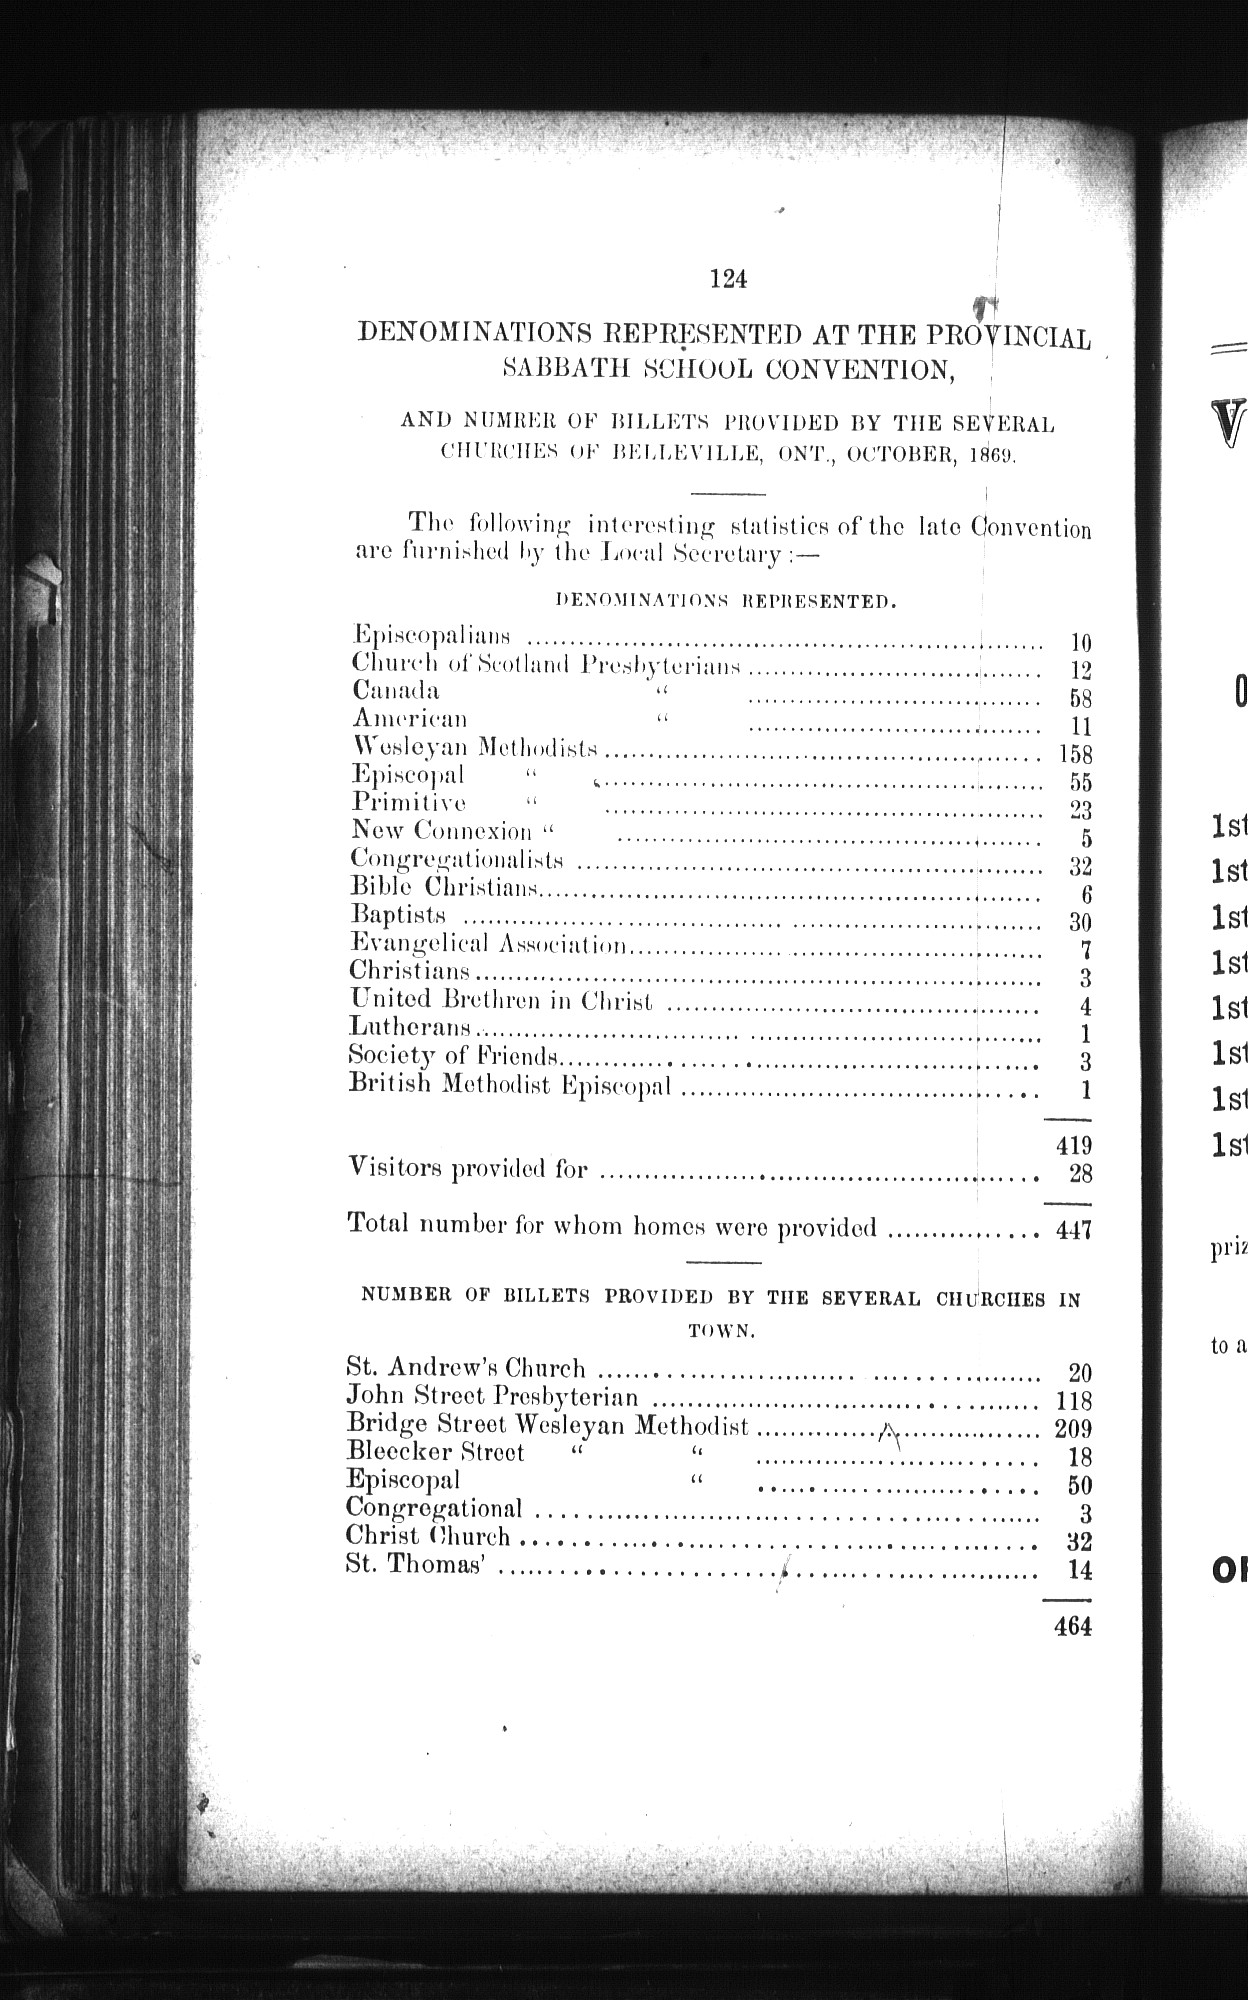 124
DENOMINATIONS REPRESENTED AT THE PROVINCIAL
SABBATH SCHOOL CONVENTION,
AND NUMBER OF BILLETS PROVIDED BY THE SEVERAL
CHURCHES OF BELLEVILLE, ONT., OCTOBER, 1869.
The following interesting statistics of the late Convention
are furnished by the Local Secretary :—
DENOMINATIONS REPRESENTED.
Episcopalians ........ 10
Church of Scotland Presbyterians ........ 12
Canada “ ........ 58
American “ ........ 11
Wesleyan Methodists ........ 158
Episcopal “ ........ 55
Primitive “ ........ 23
New Connexion “ ........ 5
Congregationalists ........ 32
Bible Christians ........ 6
Baptists ........ 30
Evangelical Association ........ 7
Christians ........ 3
United Brethren in Christ ........ 4
Lutherans ........ 1
Society of Friends ........ 3
British Methodist Episcopal ........ 1
419
Visitors provided for ........ 28
Total number for whom homes were provided ........ 447
NUMBER OF BILLETS PROVIDED BY THE SEVERAL CHURCHES IN
TOWN.
St. Andrew's Church ........ 20
John Street Presbyterian ........ 118
Bridge Street Wesleyan Methodist ........ 209
Bleecker Street “ “ ........ 18
Episcopal “ ........ 50
Congregational ........ 3
Christ Church ........ 32
St. Thomas' ........ 14
464
V
1st
1st
1st
1st
1st
1st
1st
1st
priz
to a